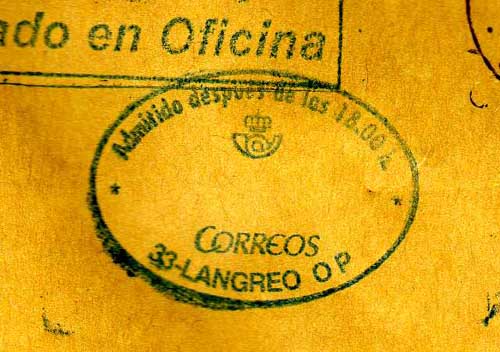 ado en Oficina
Admitido después de las 18.00 h.
CORREOS
33-LANGREO OP